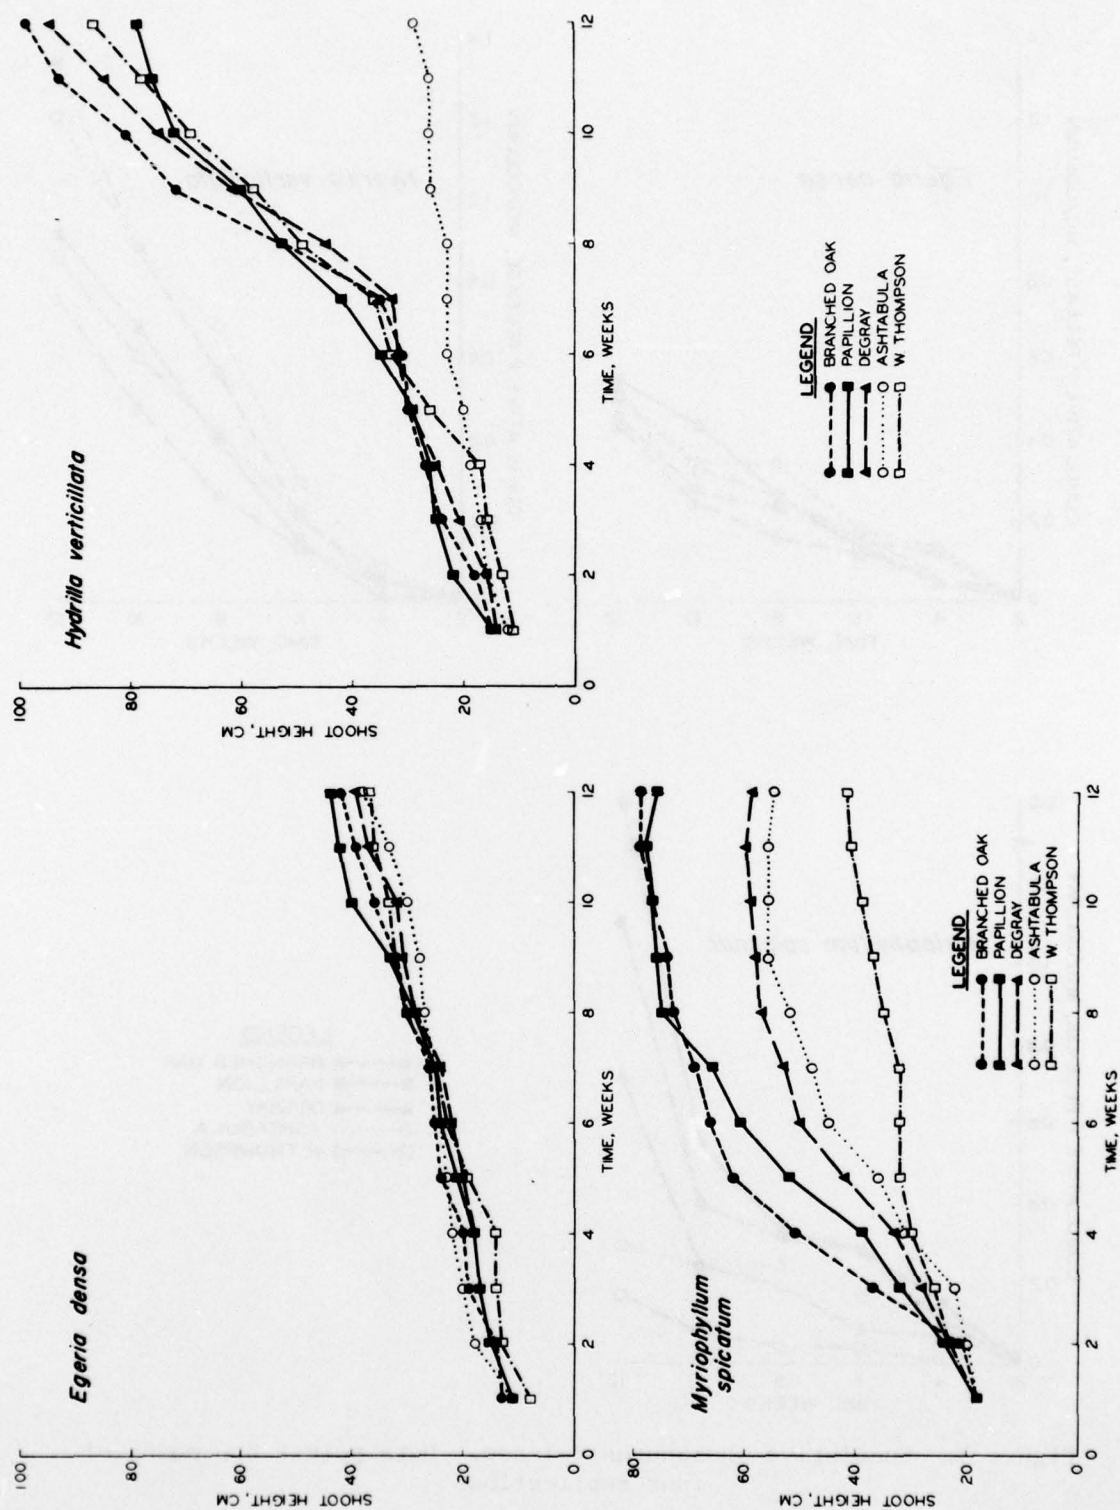 Egeria densa
100
80
60
40
20
0
SHOOT HEIGHT, CM
0
2
4
6
8
10
12
TIME, WEEKS
Hydrilla verticillata
100
80
60
40
20
0
SHOOT HEIGHT, CM
0
2
4
6
8
10
12
TIME, WEEKS
Myriophyllum
spicatum
80
60
40
20
0
SHOOT HEIGHT, CM
0
2
4
6
8
10
12
TIME, WEEKS
LEGEND
BRANCHED OAK
PAPILLION
DEGRAY
ASHTABULA
W THOMPSON
LEGEND
BRANCHED OAK
PAPILLION
DEGRAY
ASHTABULA
W. THOMPSON